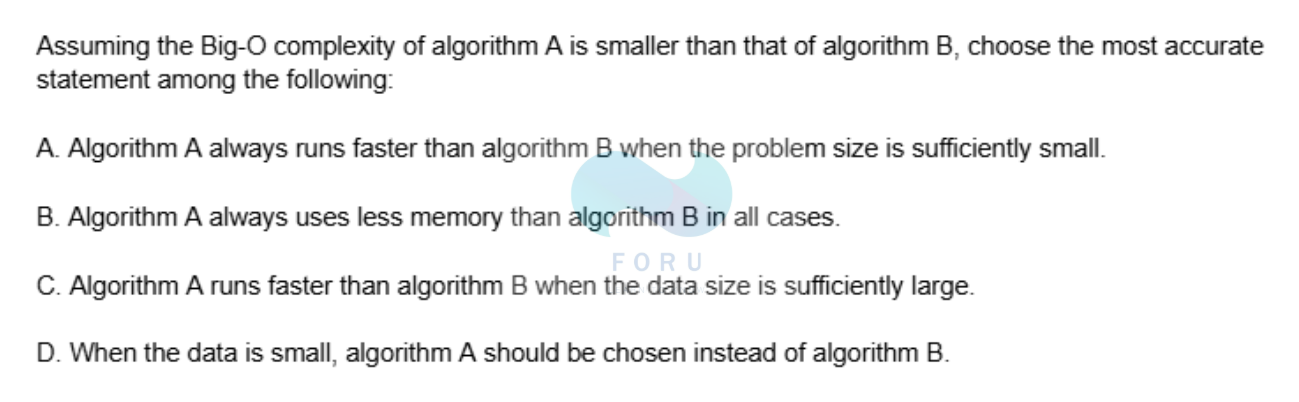 Assuming the Big-O complexity of algorithm A is smaller than that of algorithm B, choose the most accurate
statement among the following:
A. Algorithm A always runs faster than algorithm B when the problem size is sufficiently small.
B. Algorithm A always uses less memory than algorithm B in all cases.
FORU
C. Algorithm A runs faster than algorithm B when the data size is sufficiently large.
D. When the data is small, algorithm A should be chosen instead of algorithm B.